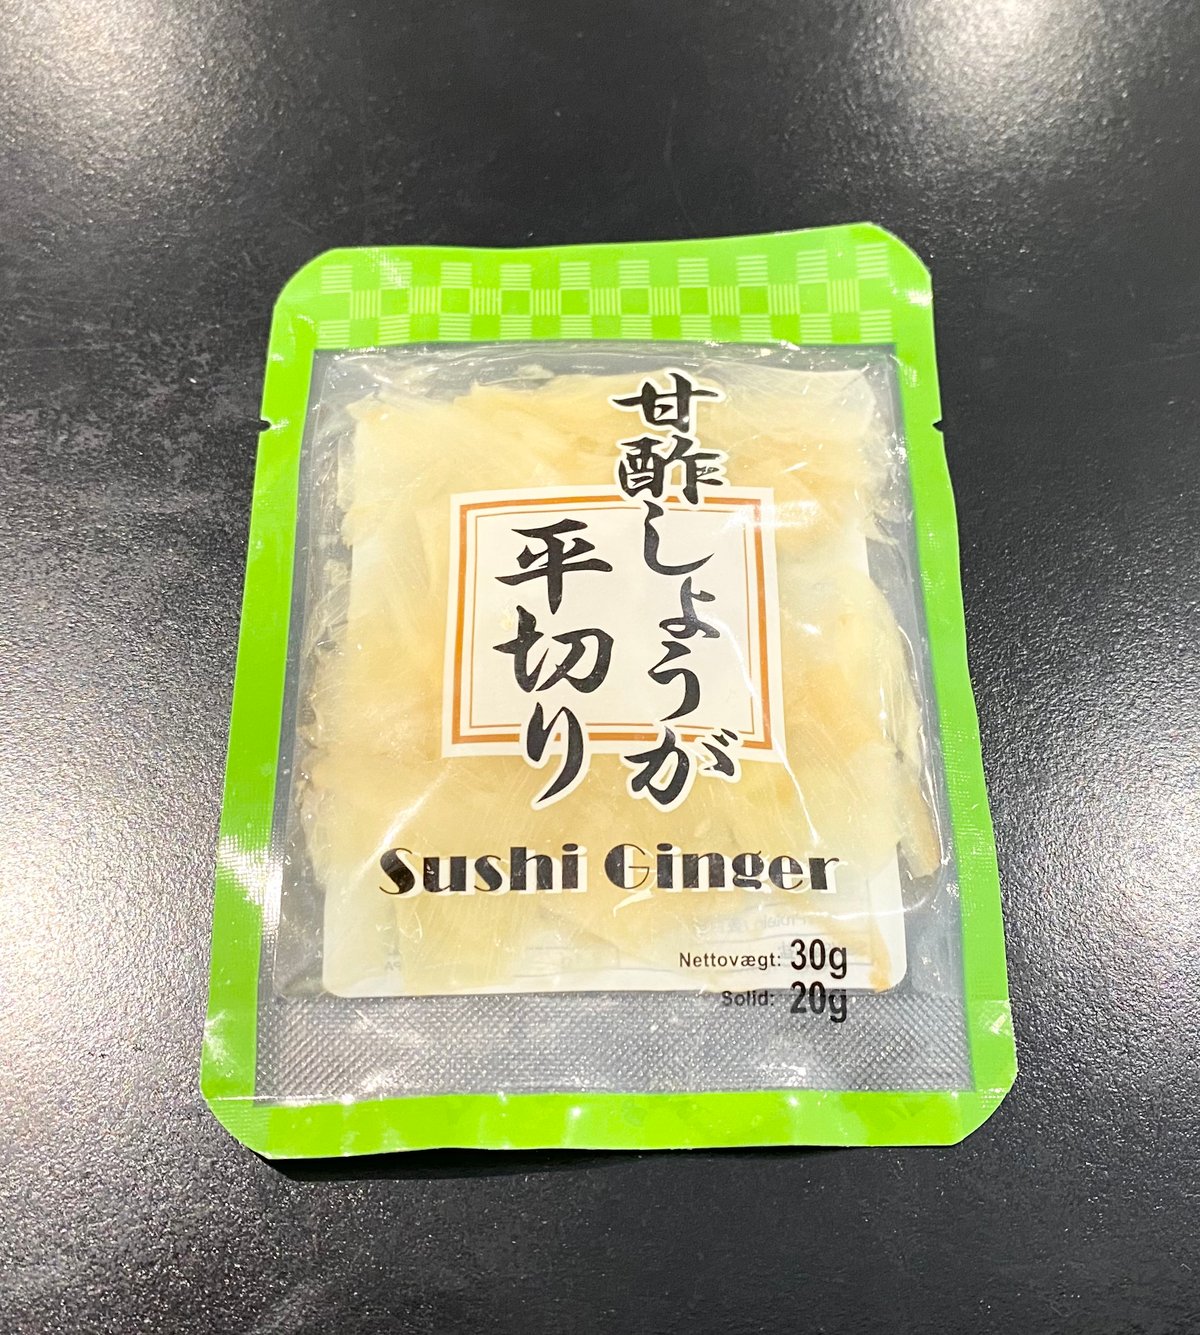 甘酢しょうが
平切り
Sushi Ginger
Nettovægt: 30g
Solid: 20g